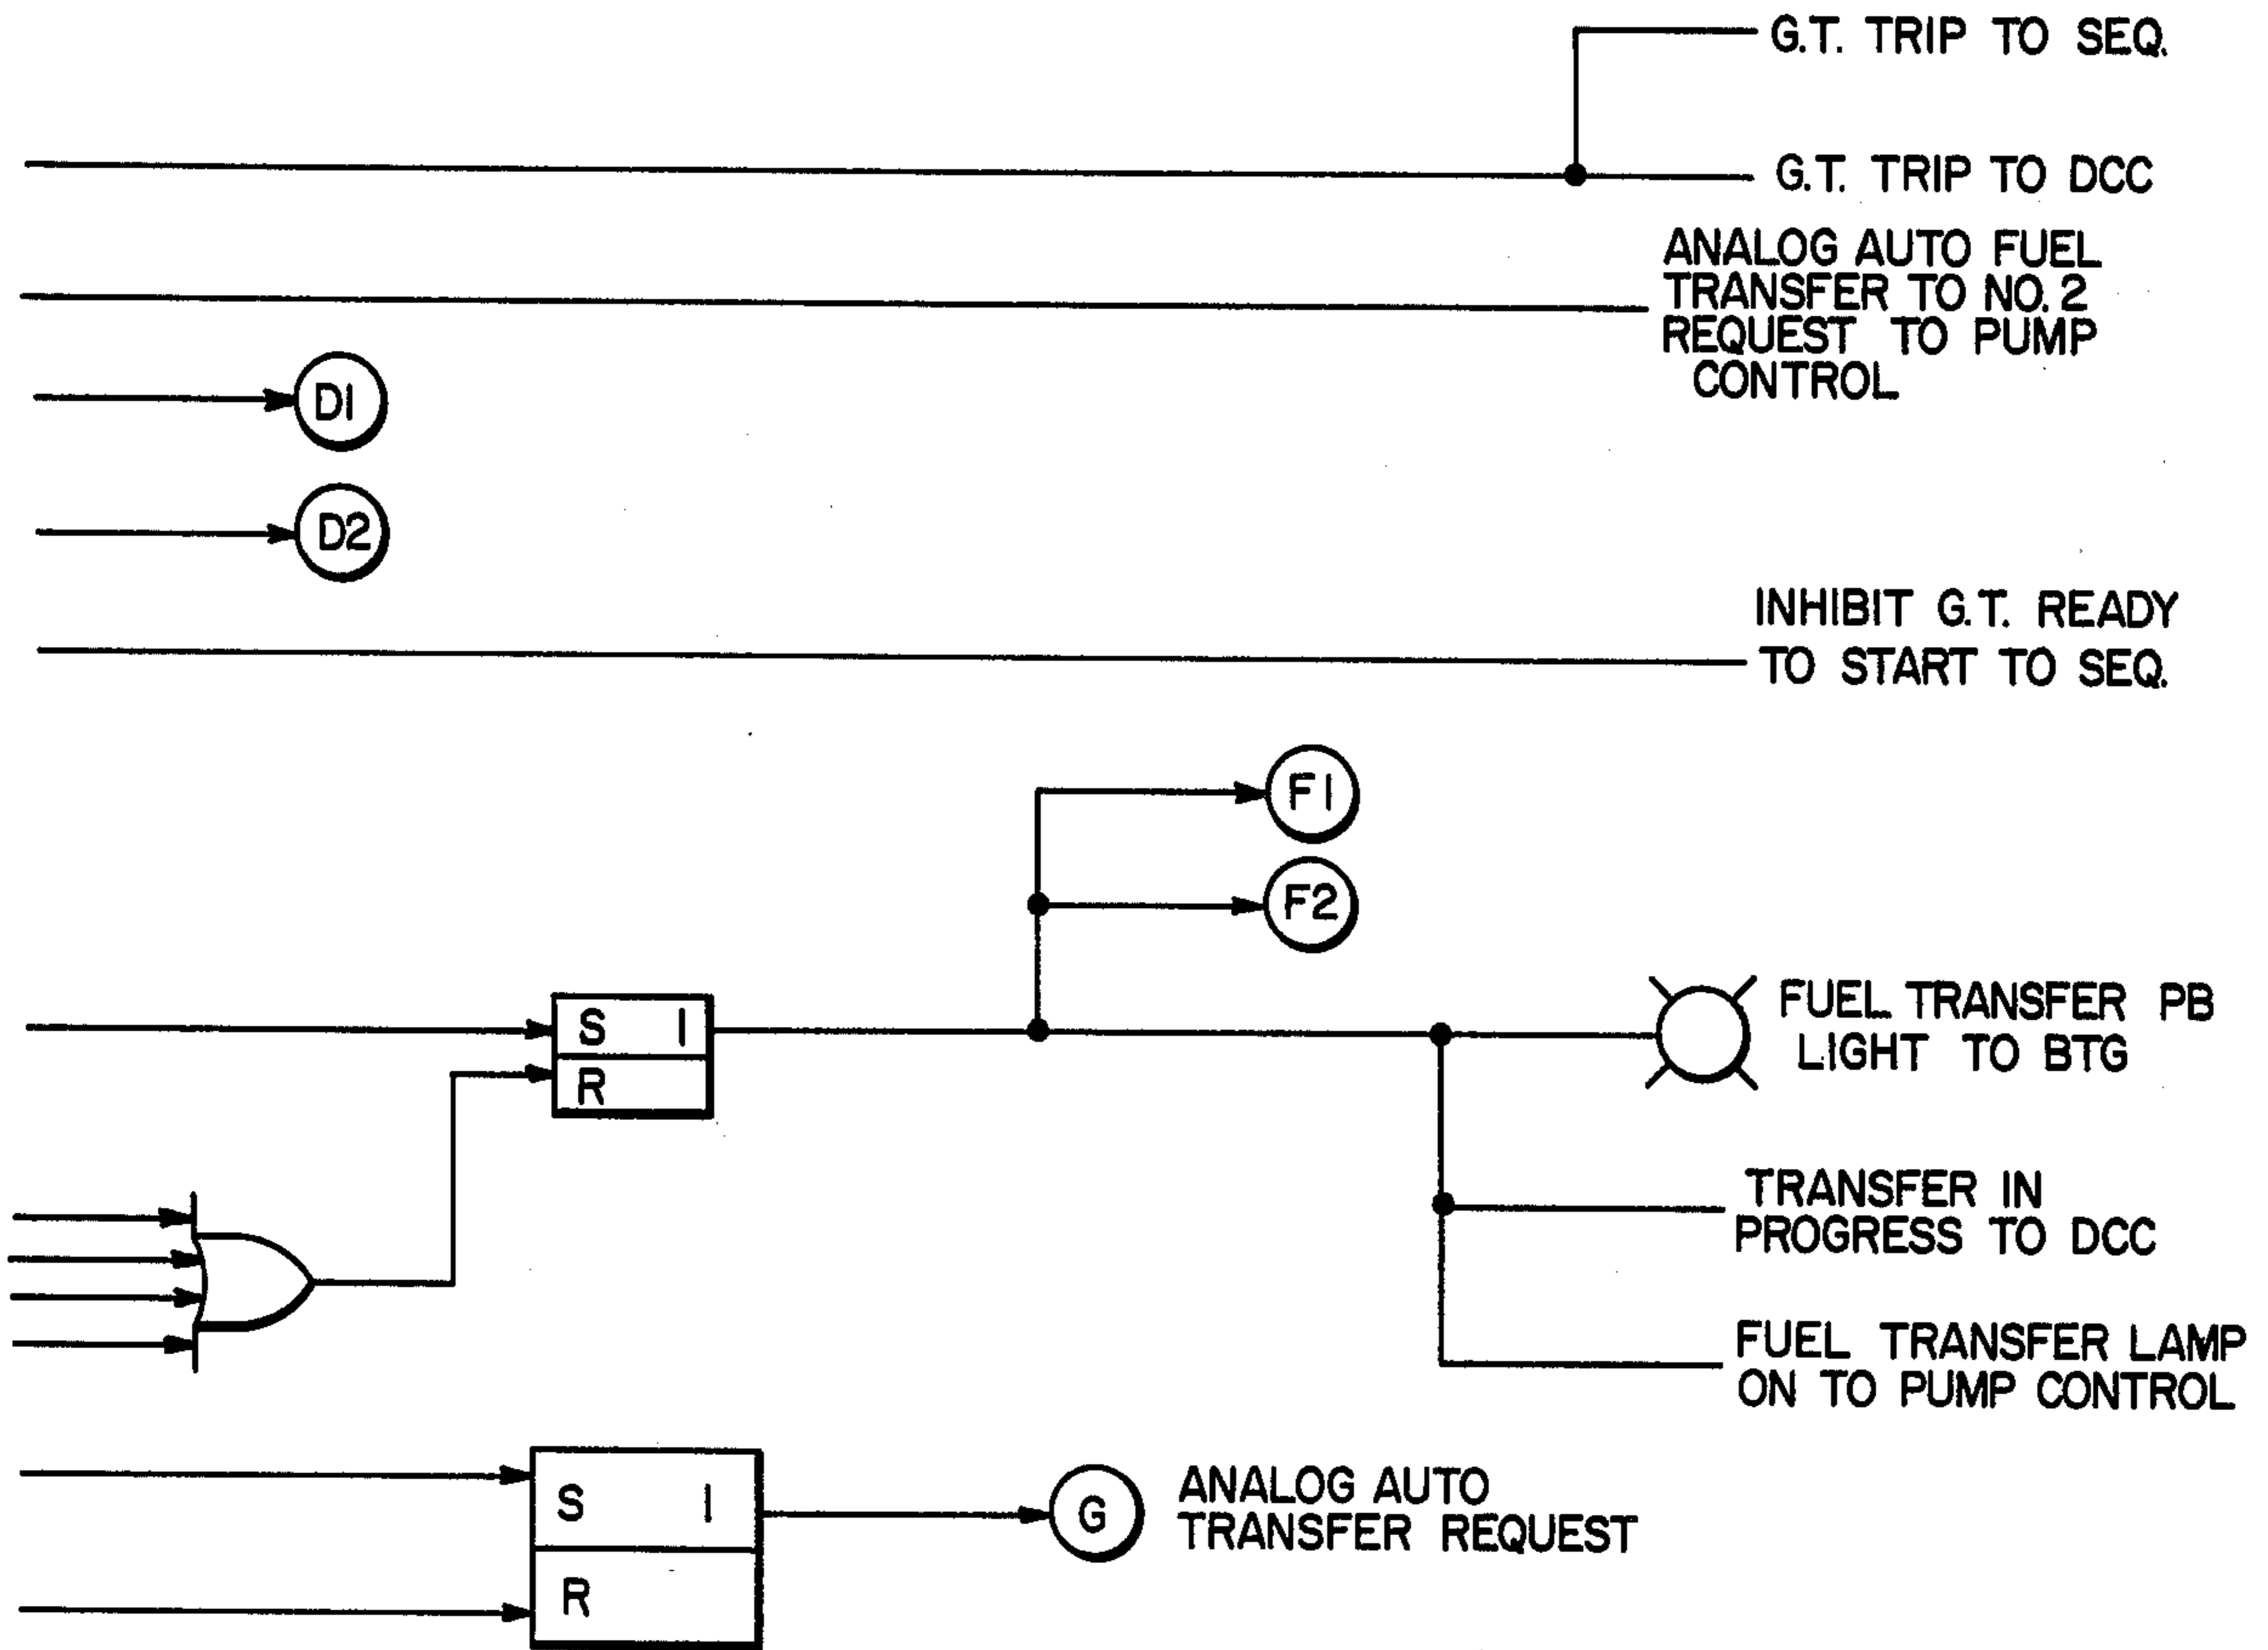 G.T. TRIP TO SEQ.
G.T. TRIP TO DCC
ANALOG AUTO FUEL
TRANSFER TO NO. 2
REQUEST TO PUMP
CONTROL
D1
D2
INHIBIT G.T. READY
TO START TO SEQ.
F1
F2
S 1
R
FUEL TRANSFER PB
LIGHT TO BTG
TRANSFER IN
PROGRESS TO DCC
FUEL TRANSFER LAMP
ON TO PUMP CONTROL
S 1
R
G
ANALOG AUTO
TRANSFER REQUEST